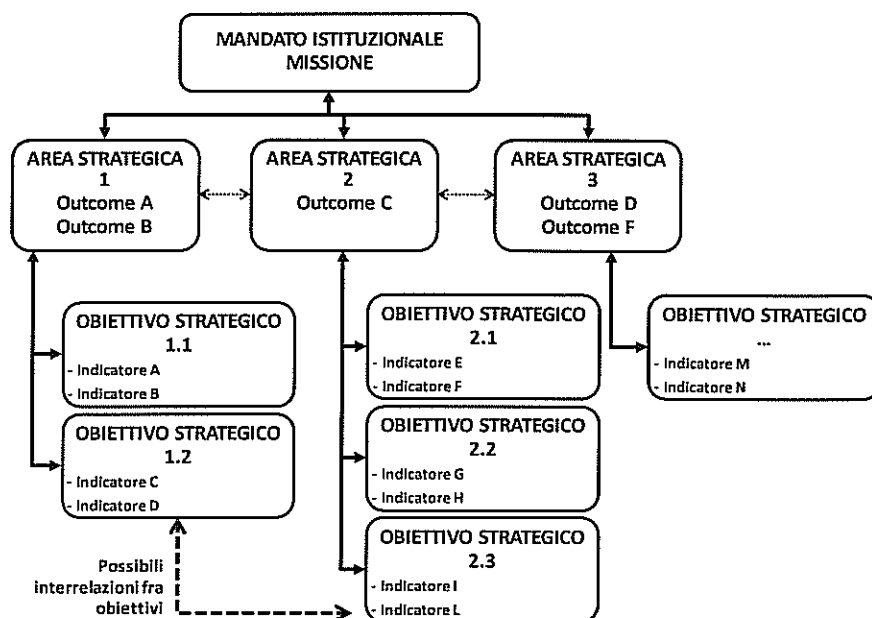 MANDATO ISTITUZIONALE
MISSIONE
AREA STRATEGICA
1
Outcome A
Outcome B
AREA STRATEGICA
2
Outcome C
AREA STRATEGICA
3
Outcome D
Outcome F
OBIETTIVO STRATEGICO
1.1
- Indicatore A
- Indicatore B
OBIETTIVO STRATEGICO
1.2
- Indicatore C
- Indicatore D
OBIETTIVO STRATEGICO
2.1
- Indicatore E
- Indicatore F
OBIETTIVO STRATEGICO
2.2
- Indicatore G
- Indicatore H
OBIETTIVO STRATEGICO
2.3
- Indicatore I
- Indicatore L
OBIETTIVO STRATEGICO
...
- Indicatore M
- Indicatore N
Possibili
interrelazioni fra
obiettivi